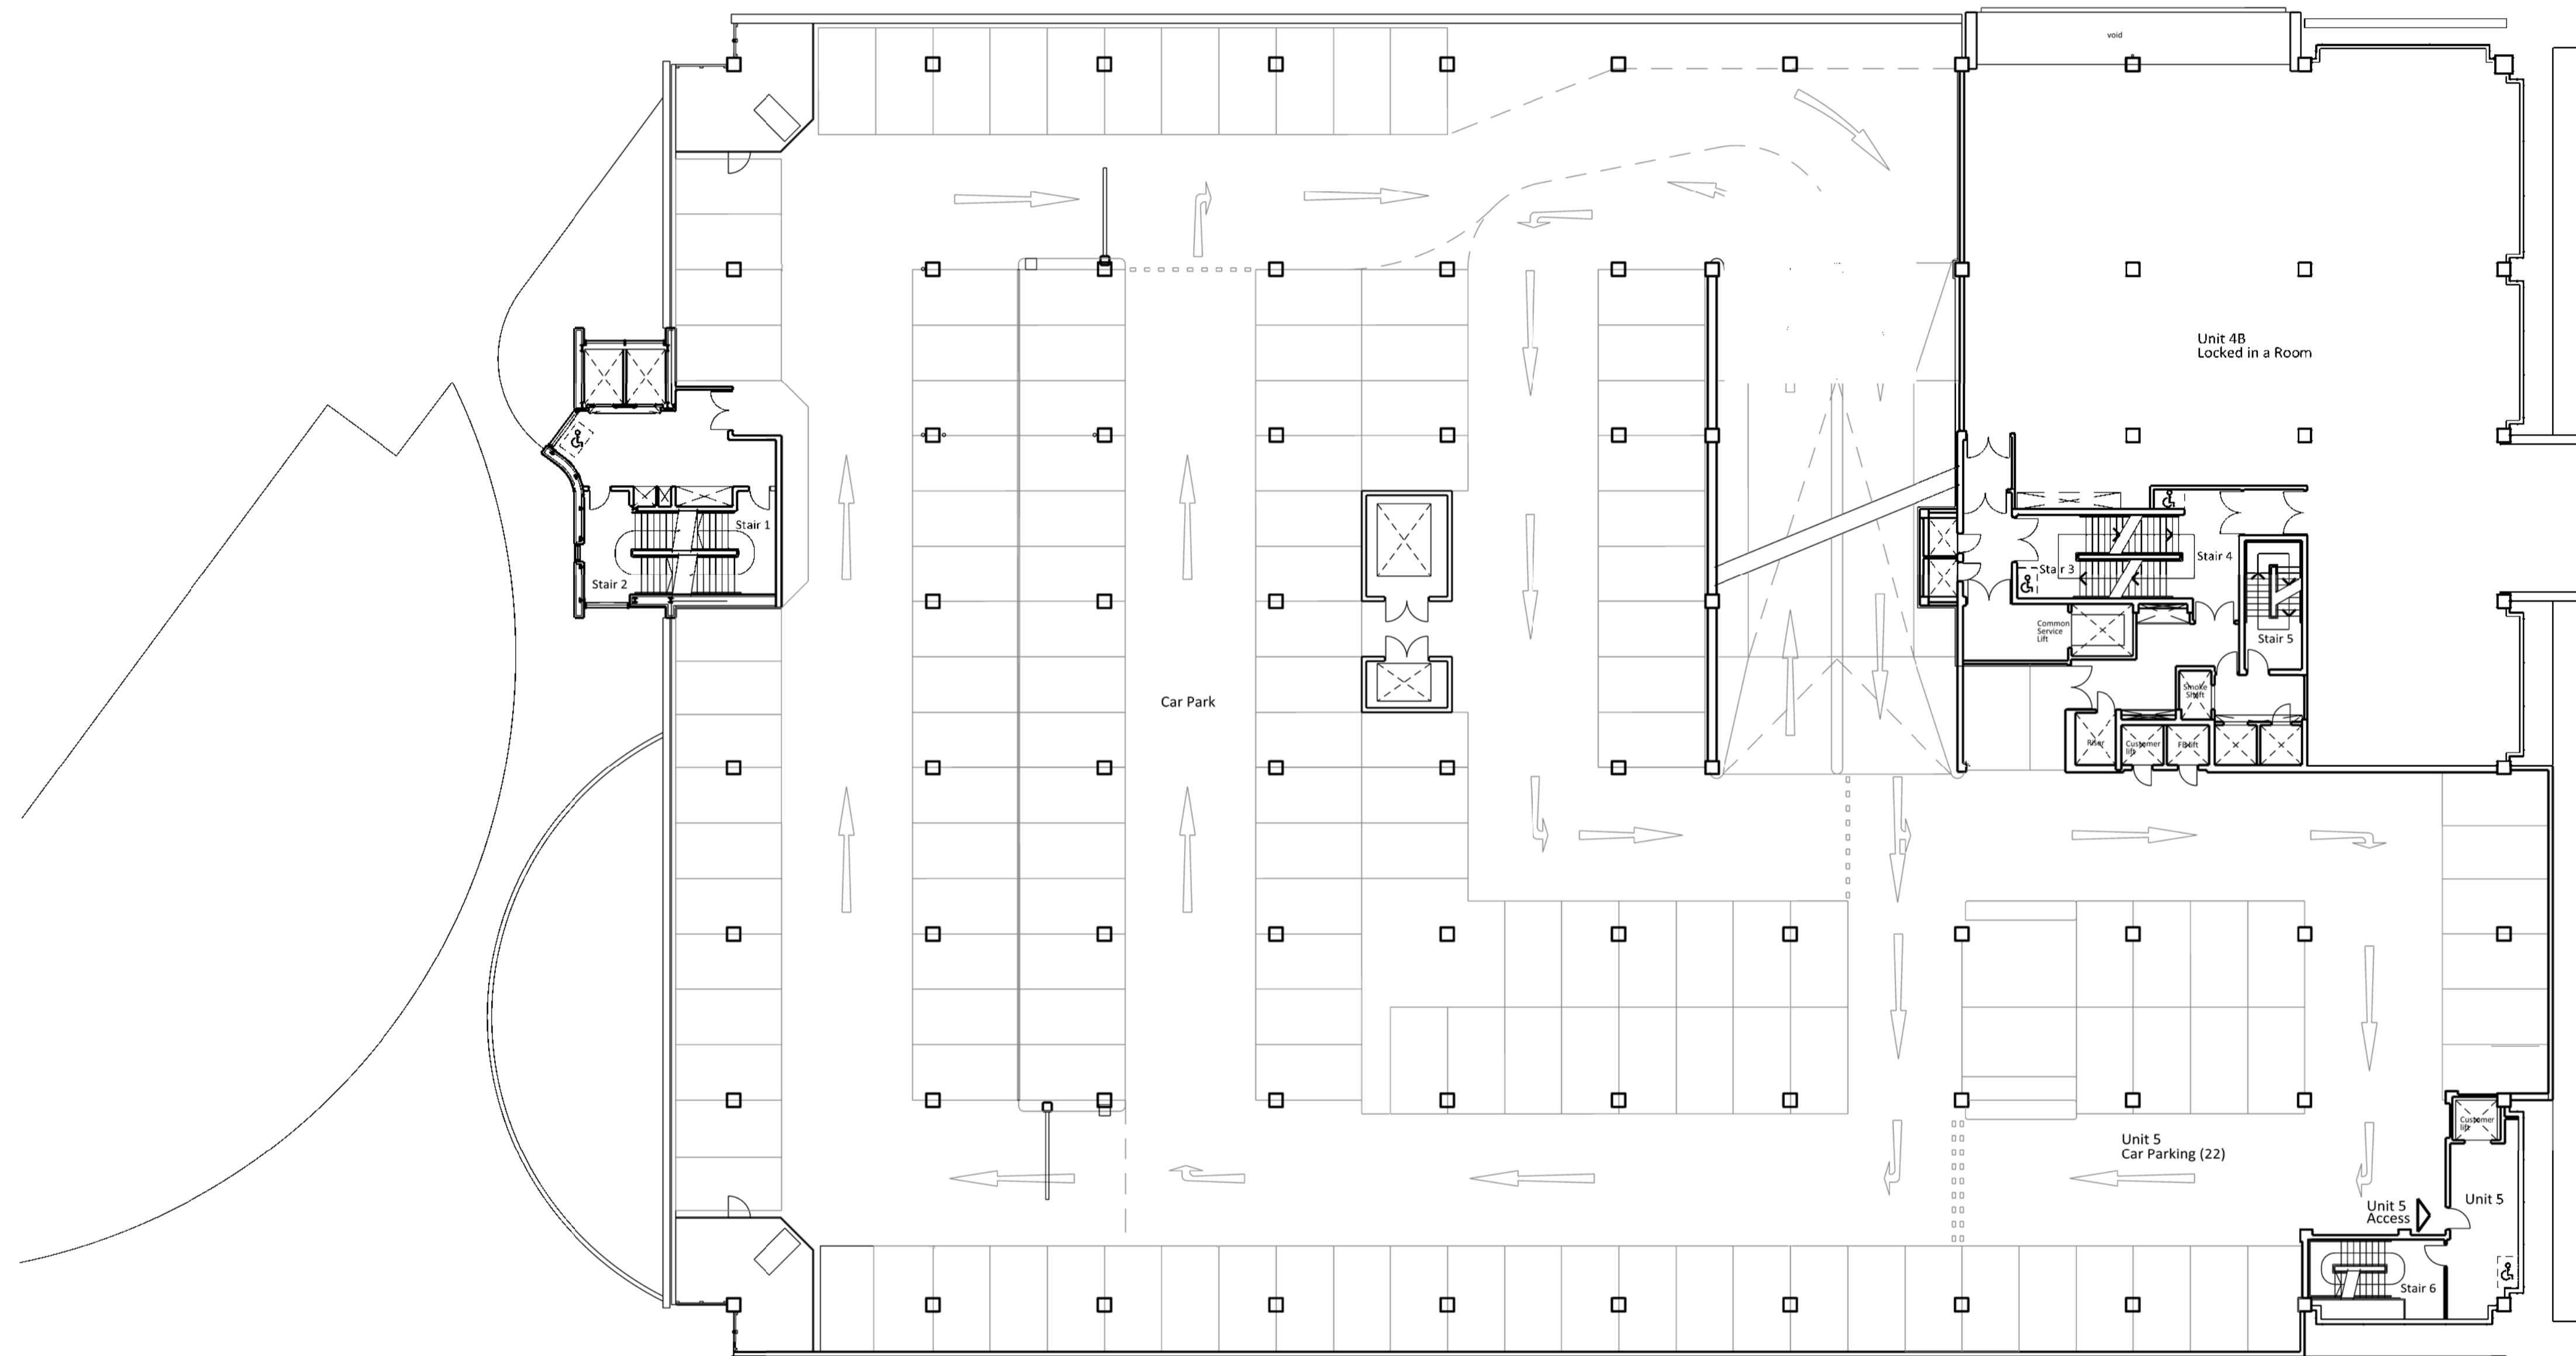 void
Unit 4B
Locked in a Room
Stair 1
Stair 2
Stair 3
Stair 4
Common
Service
Lift
Stair 5
Smoke
Shaft
Riser
Customer
lift
FB lift
Car Park
Customer
lift
Unit 5
Car Parking (22)
Unit 5
Access
Unit 5
Stair 6